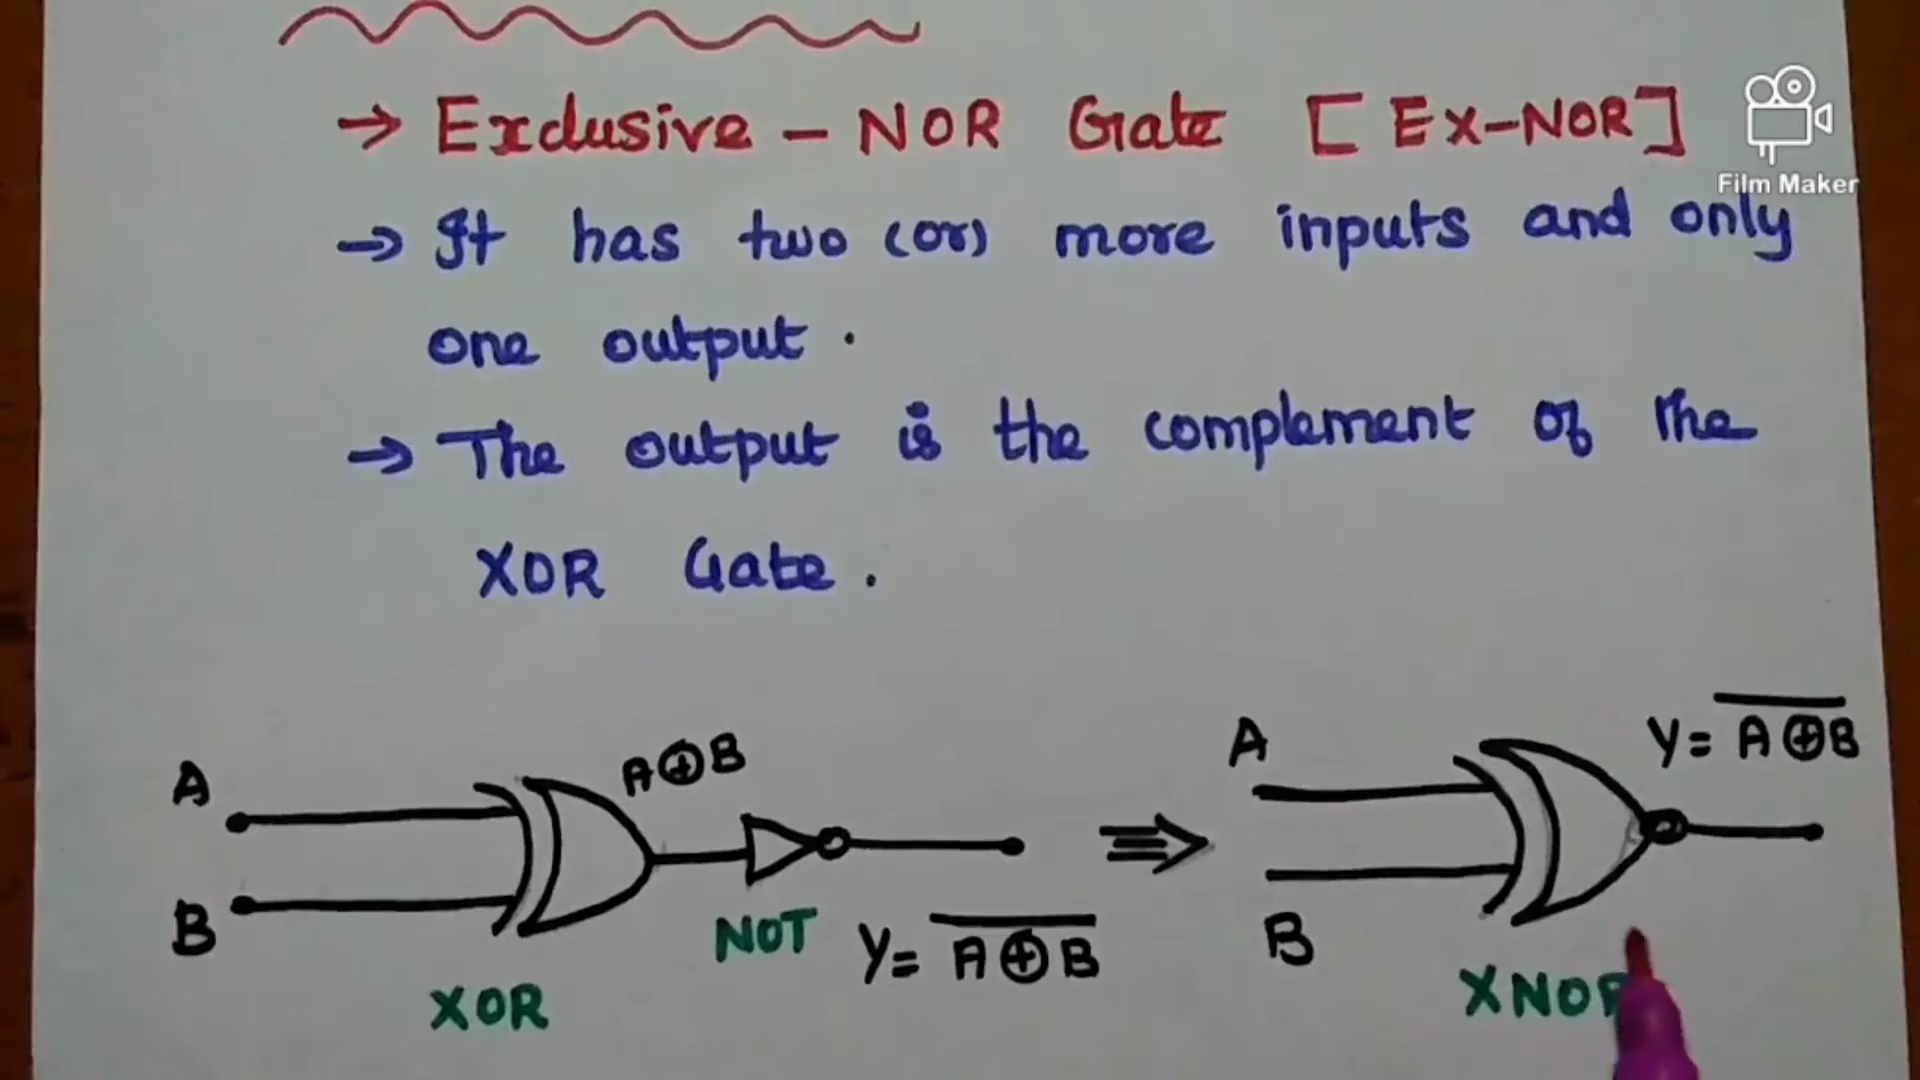 → Exclusive - NOR Gate [EX-NOR]
Film Maker
→ It has two (or) more inputs and only
one output.
→ The output is the complement of the
XOR Gate.
A
A⊕B
B
NOT
Y= A̅ ̅⊕̅ ̅B̅
XOR
⇒
A
Y= A̅ ̅⊕̅ ̅B̅
B
XNOR